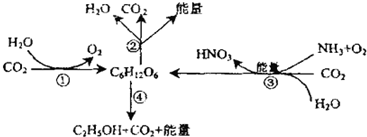 H₂O CO₂ 能量
H₂O O₂ ② HNO₃ 能量 NH₃+O₂
CO₂ ① C₆H₁₂O₆ ③ CO₂
④ H₂O
C₂H₅OH+CO₂+能量